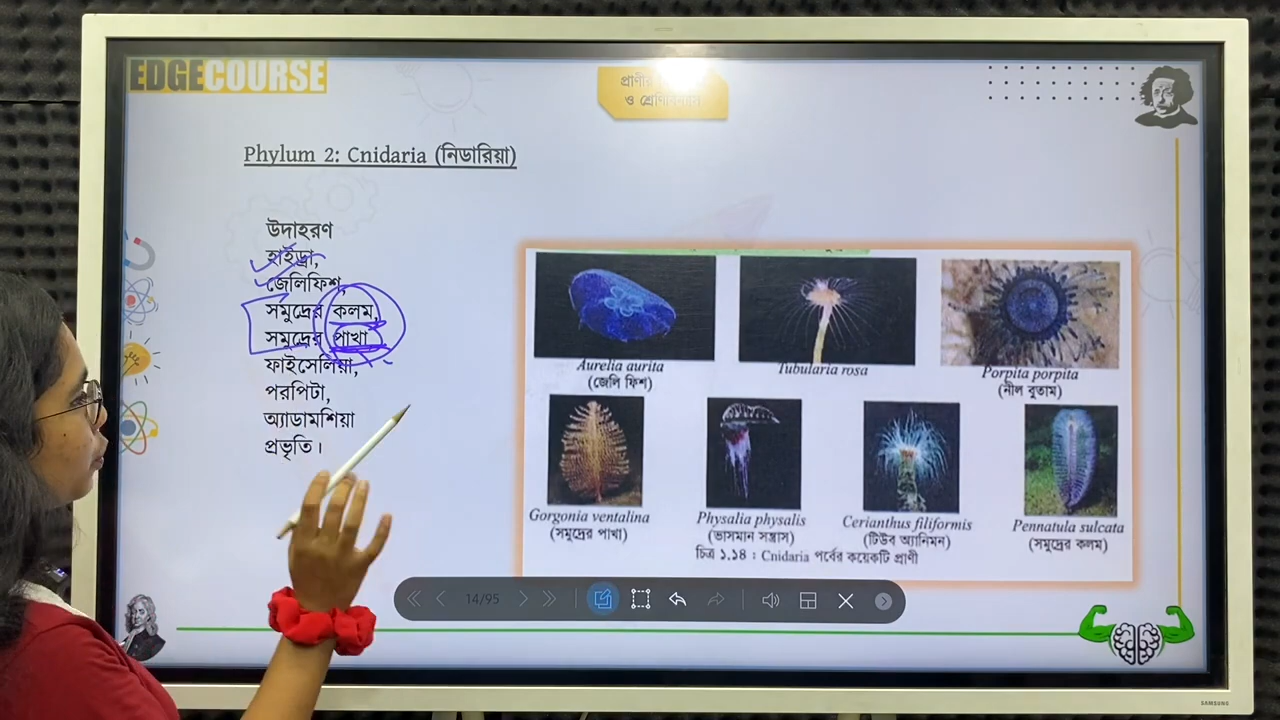 EDGECOURSE
প্রাণীর
ও
Phylum 2: Cnidaria (নিডারিয়া)
উদাহরণ
হাইড্রা,
জেলিফিশ,
সমুদ্রের কলম,
সমুদ্রের পাখা
ফাইসেলিয়া,
পরপিটা,
অ্যাডামশিয়া
প্রভৃতি।
Aurelia aurita
(জেলি ফিশ)
Tubularia rosa
Porpita porpita
(নীল বুতাম)
Gorgonia ventalina
(সমুদ্রের পাখা)
Physalia physalis
(ভাসমান সন্ত্রাস)
Cerianthus filiformis
(টিউব অ্যানিমন)
Pennatula sulcata
(সমুদ্রের কলম)
চিত্র ১.১৪ : Cnidaria পর্বের কয়েকটি প্রাণী
14/95
SAMSUNG